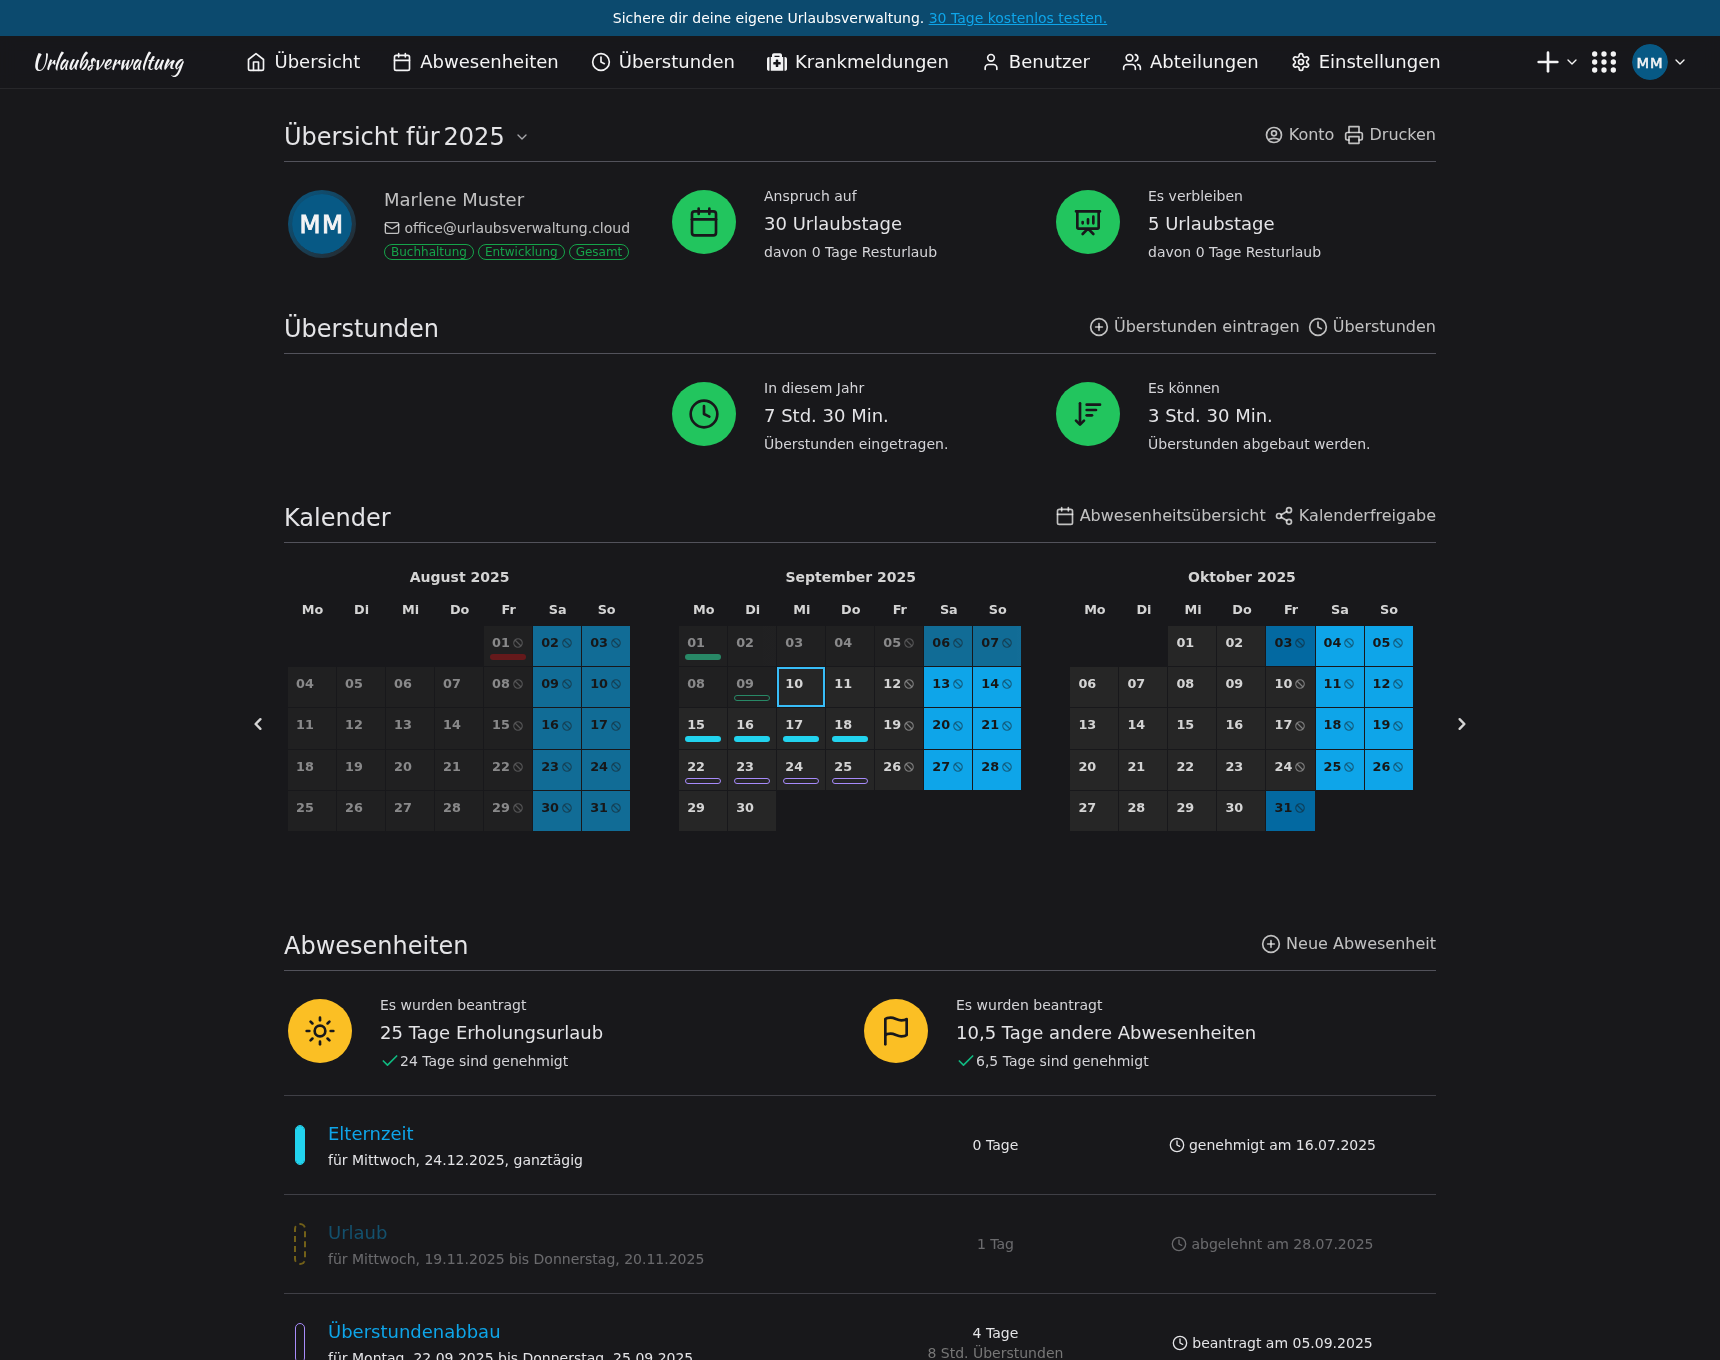 Sichere dir deine eigene Urlaubsverwaltung. 30 Tage kostenlos testen.
Urlaubsverwaltung Übersicht Abwesenheiten Überstunden Krankmeldungen Benutzer Abteilungen Einstellungen MM
Übersicht für 2025 Konto Drucken
MM
Marlene Muster
office@urlaubsverwaltung.cloud
Buchhaltung Entwicklung Gesamt
Anspruch auf
30 Urlaubstage
davon 0 Tage Resturlaub
Es verbleiben
5 Urlaubstage
davon 0 Tage Resturlaub
Überstunden Überstunden eintragen Überstunden
In diesem Jahr
7 Std. 30 Min.
Überstunden eingetragen.
Es können
3 Std. 30 Min.
Überstunden abgebaut werden.
Kalender Abwesenheitsübersicht Kalenderfreigabe
August 2025
Mo Di Mi Do Fr Sa So
01 02 03
04 05 06 07 08 09 10
11 12 13 14 15 16 17
18 19 20 21 22 23 24
25 26 27 28 29 30 31
September 2025
Mo Di Mi Do Fr Sa So
01 02 03 04 05 06 07
08 09 10 11 12 13 14
15 16 17 18 19 20 21
22 23 24 25 26 27 28
29 30
Oktober 2025
Mo Di Mi Do Fr Sa So
01 02 03 04 05
06 07 08 09 10 11 12
13 14 15 16 17 18 19
20 21 22 23 24 25 26
27 28 29 30 31
Abwesenheiten Neue Abwesenheit
Es wurden beantragt
25 Tage Erholungsurlaub
24 Tage sind genehmigt
Es wurden beantragt
10,5 Tage andere Abwesenheiten
6,5 Tage sind genehmigt
Elternzeit
für Mittwoch, 24.12.2025, ganztägig
0 Tage
genehmigt am 16.07.2025
Urlaub
für Mittwoch, 19.11.2025 bis Donnerstag, 20.11.2025
1 Tag
abgelehnt am 28.07.2025
Überstundenabbau
für Montag, 22.09.2025 bis Donnerstag, 25.09.2025
4 Tage
8 Std. Überstunden
beantragt am 05.09.2025